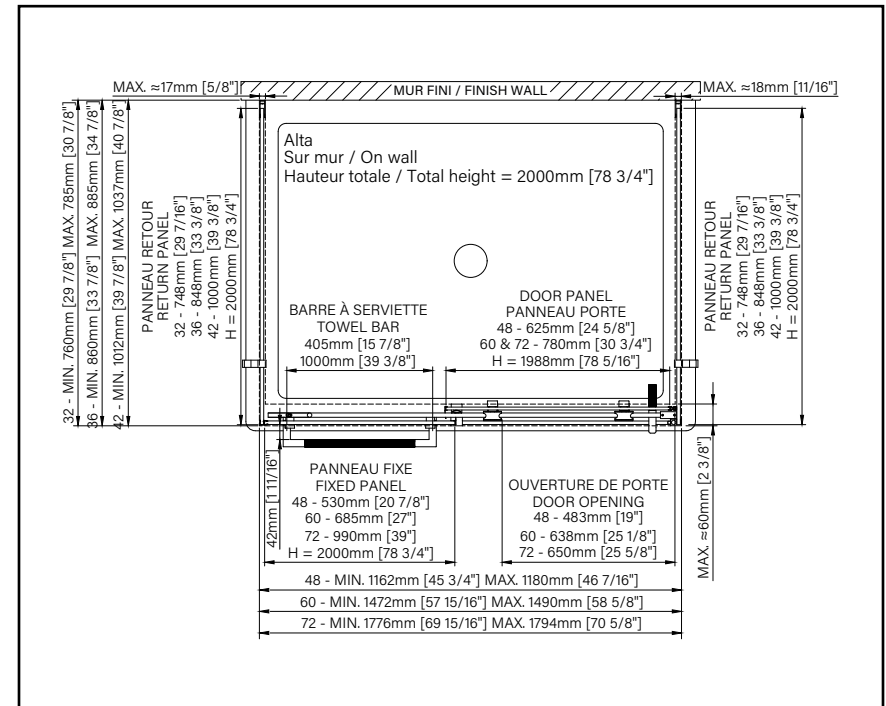 MAX. ≈17mm [5/8"]
MUR FINI / FINISH WALL
MAX. ≈18mm [11/16"]
Alta
Sur mur / On wall
Hauteur totale / Total height = 2000mm [78 3/4"]
32 - MIN. 760mm [29 7/8"] MAX. 785mm [30 7/8"]
36 - MIN. 860mm [33 7/8"] MAX. 885mm [34 7/8"]
42 - MIN. 1012mm [39 7/8"] MAX. 1037mm [40 7/8"]
PANNEAU RETOUR
RETURN PANEL
32 - 748mm [29 7/16"]
36 - 848mm [33 3/8"]
42 - 1000mm [39 3/8"]
H = 2000mm [78 3/4"]
BARRE À SERVIETTE
TOWEL BAR
405mm [15 7/8"]
1000mm [39 3/8"]
DOOR PANEL
PANNEAU PORTE
48 - 625mm [24 5/8"]
60 & 72 - 780mm [30 3/4"]
H = 1988mm [78 5/16"]
PANNEAU RETOUR
RETURN PANEL
32 - 748mm [29 7/16"]
36 - 848mm [33 3/8"]
42 - 1000mm [39 3/8"]
H = 2000mm [78 3/4"]
42mm [1 11/16"]
PANNEAU FIXE
FIXED PANEL
48 - 530mm [20 7/8"]
60 - 685mm [27"]
72 - 990mm [39"]
H = 2000mm [78 3/4"]
OUVERTURE DE PORTE
DOOR OPENING
48 - 483mm [19"]
60 - 638mm [25 1/8"]
72 - 650mm [25 5/8"]
MAX. ≈60mm [2 3/8"]
48 - MIN. 1162mm [45 3/4"] MAX. 1180mm [46 7/16"]
60 - MIN. 1472mm [57 15/16"] MAX. 1490mm [58 5/8"]
72 - MIN. 1776mm [69 15/16"] MAX. 1794mm [70 5/8"]